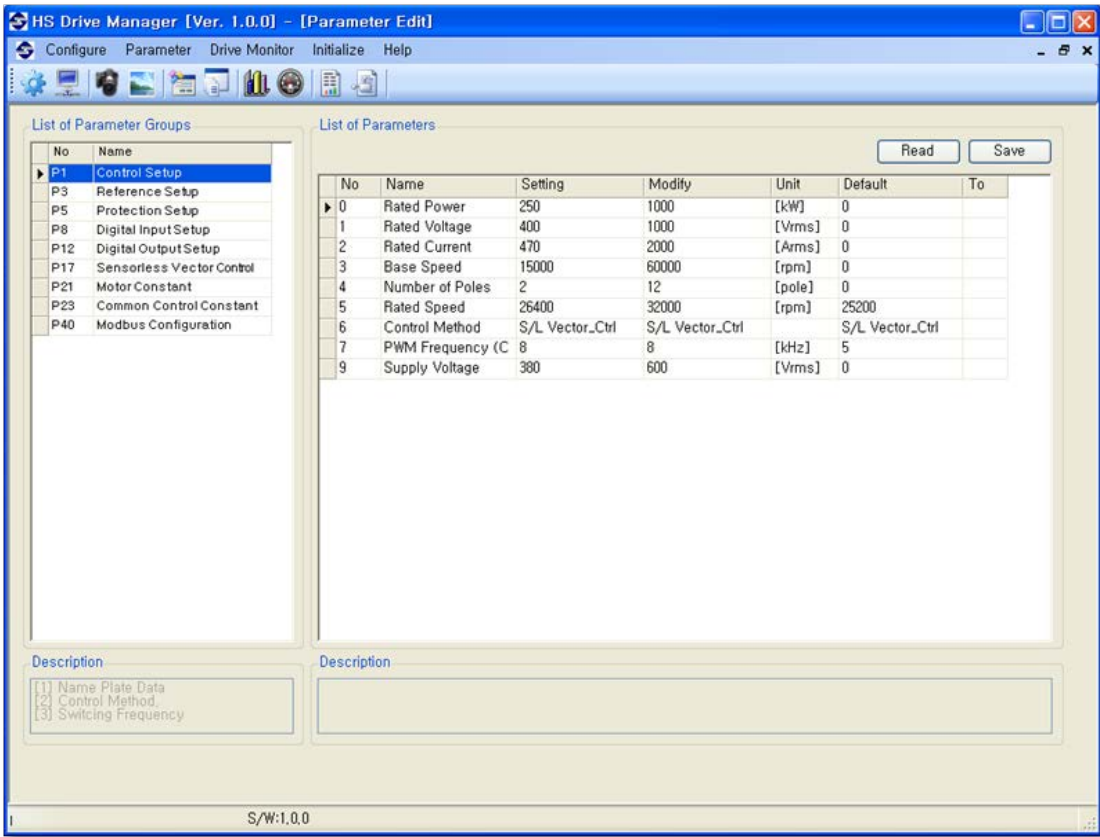 HS Drive Manager [Ver. 1.0.0] - [Parameter Edit]
Configure Parameter Drive Monitor Initialize Help
List of Parameter Groups
No Name
P1 Control Setup
P3 Reference Setup
P5 Protection Setup
P8 Digital Input Setup
P12 Digital Output Setup
P17 Sensorless Vector Control
P21 Motor Constant
P23 Common Control Constant
P40 Modbus Configuration
List of Parameters
Read Save
No Name Setting Modify Unit Default To
0 Rated Power 250 1000 [kW] 0
1 Rated Voltage 400 1000 [Vrms] 0
2 Rated Current 470 2000 [Arms] 0
3 Base Speed 15000 60000 [rpm] 0
4 Number of Poles 2 12 [pole] 0
5 Rated Speed 26400 32000 [rpm] 25200
6 Control Method S/L Vector_Ctrl S/L Vector_Ctrl S/L Vector_Ctrl
7 PWM Frequency (C 8 8 [kHz] 5
9 Supply Voltage 380 600 [Vrms] 0
Description
[1] Name Plate Data
[2] Control Method,
[3] Switcing Frequency
Description
S/W:1,0,0